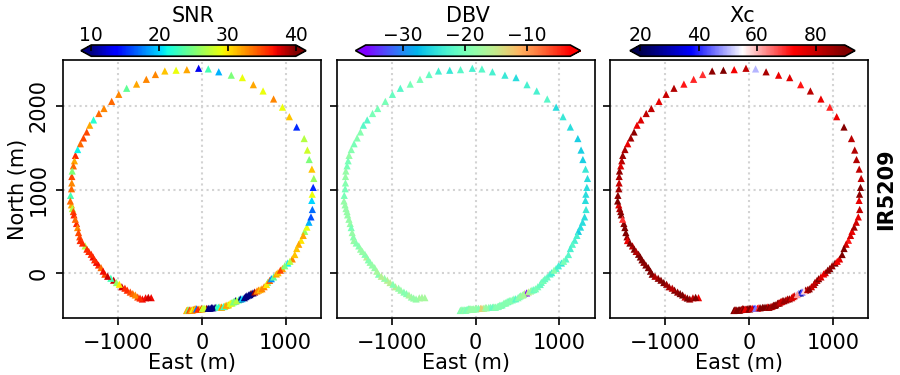 SNR DBV Xc
10 20 30 40 −30 −20 −10 20 40 60 80
North (m)
2000
1000
0
IR5209
−1000 0 1000 −1000 0 1000 −1000 0 1000
East (m) East (m) East (m)